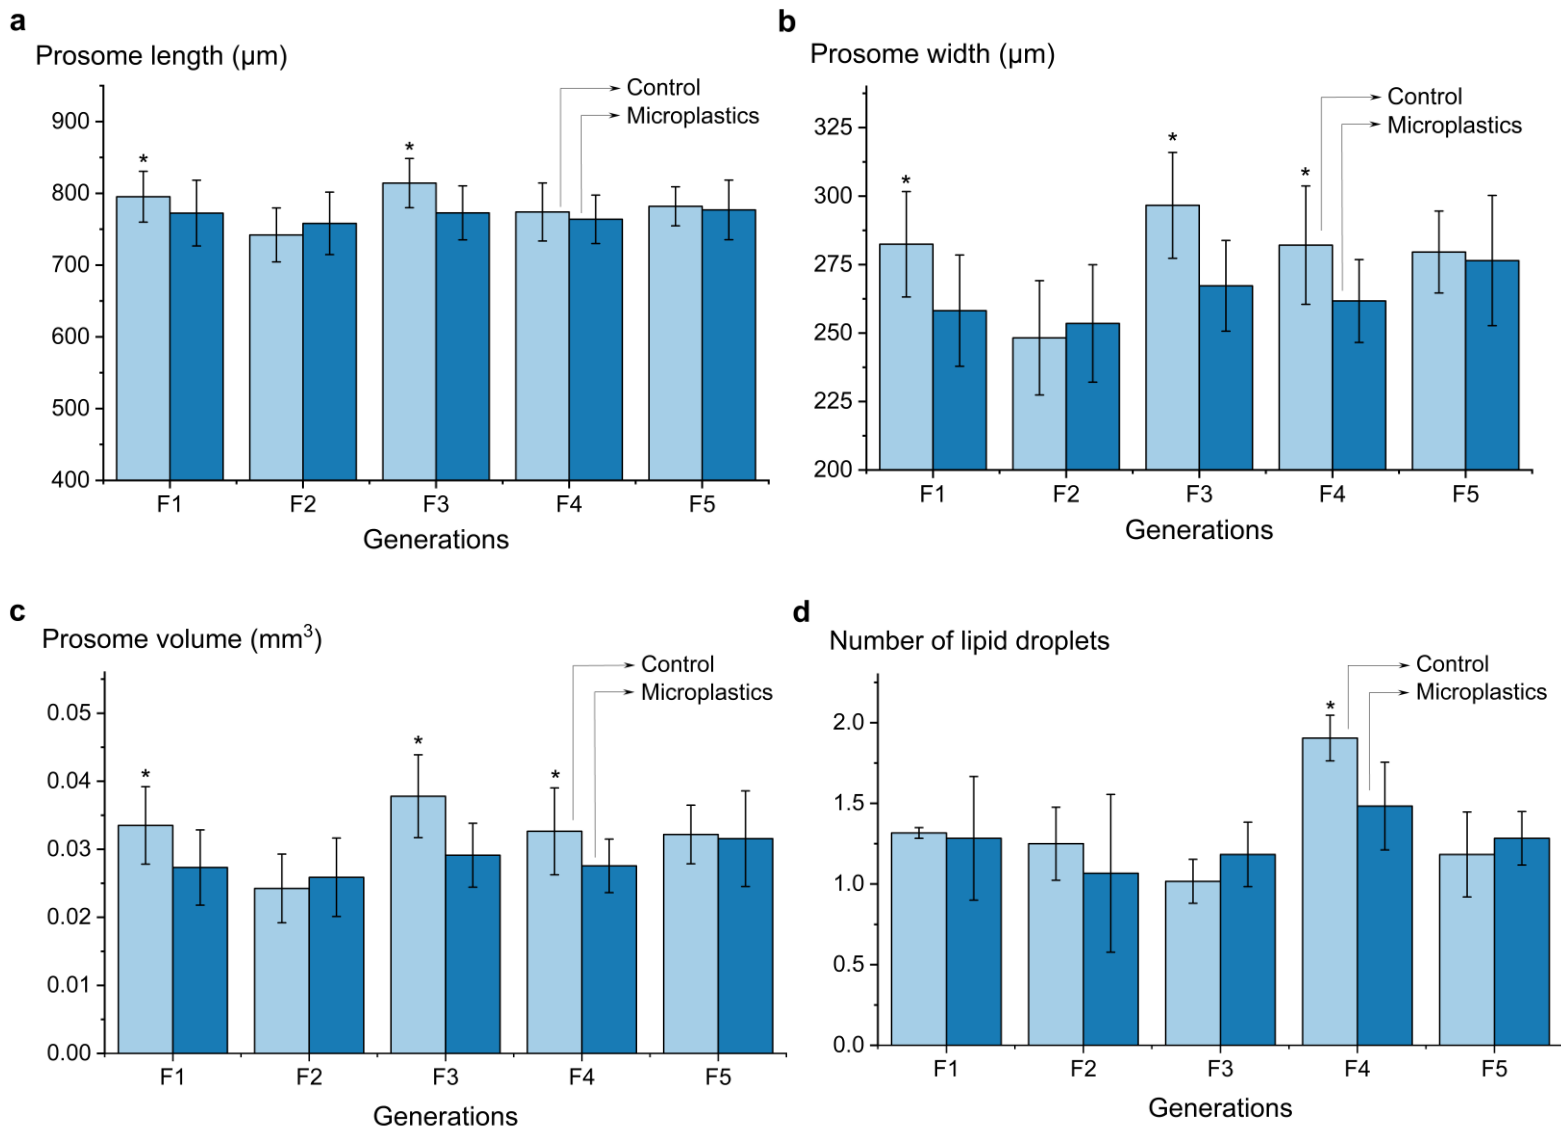 a
Prosome length (μm)
Control
Microplastics
900
800
700
600
500
400
*
*
F1 F2 F3 F4 F5
Generations
b
Prosome width (μm)
Control
Microplastics
325
300
275
250
225
200
*
*
*
F1 F2 F3 F4 F5
Generations
c
Prosome volume (mm³)
Control
Microplastics
0.05
0.04
0.03
0.02
0.01
0.00
*
*
*
F1 F2 F3 F4 F5
Generations
d
Number of lipid droplets
Control
Microplastics
2.0
1.5
1.0
0.5
0.0
*
F1 F2 F3 F4 F5
Generations